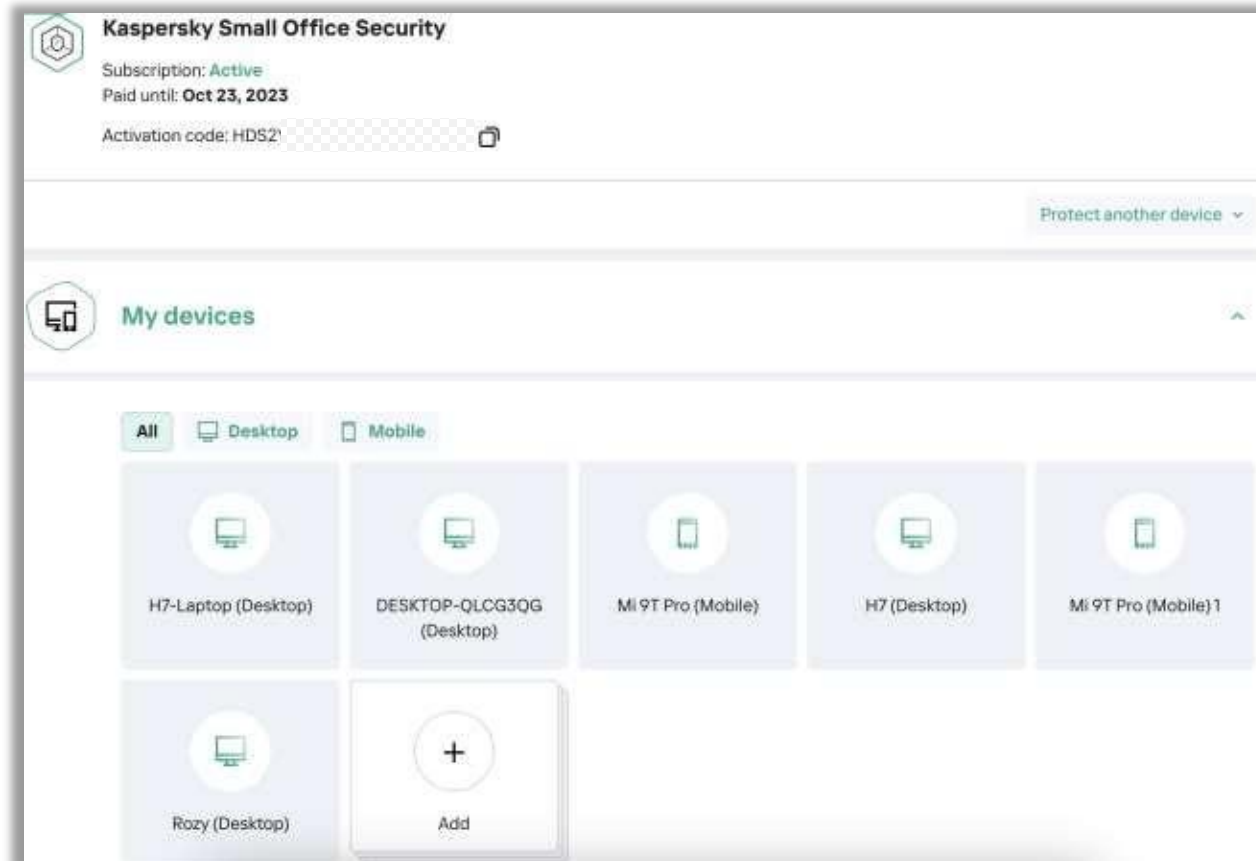 Kaspersky Small Office Security
Subscription: Active
Paid until: Oct 23, 2023
Activation code: HDS2
Protect another device
My devices
All Desktop Mobile
H7-Laptop (Desktop) DESKTOP-QLCG3QG Mi 9T Pro (Mobile) H7 (Desktop) Mi 9T Pro (Mobile) 1
(Desktop)
Rozy (Desktop) Add